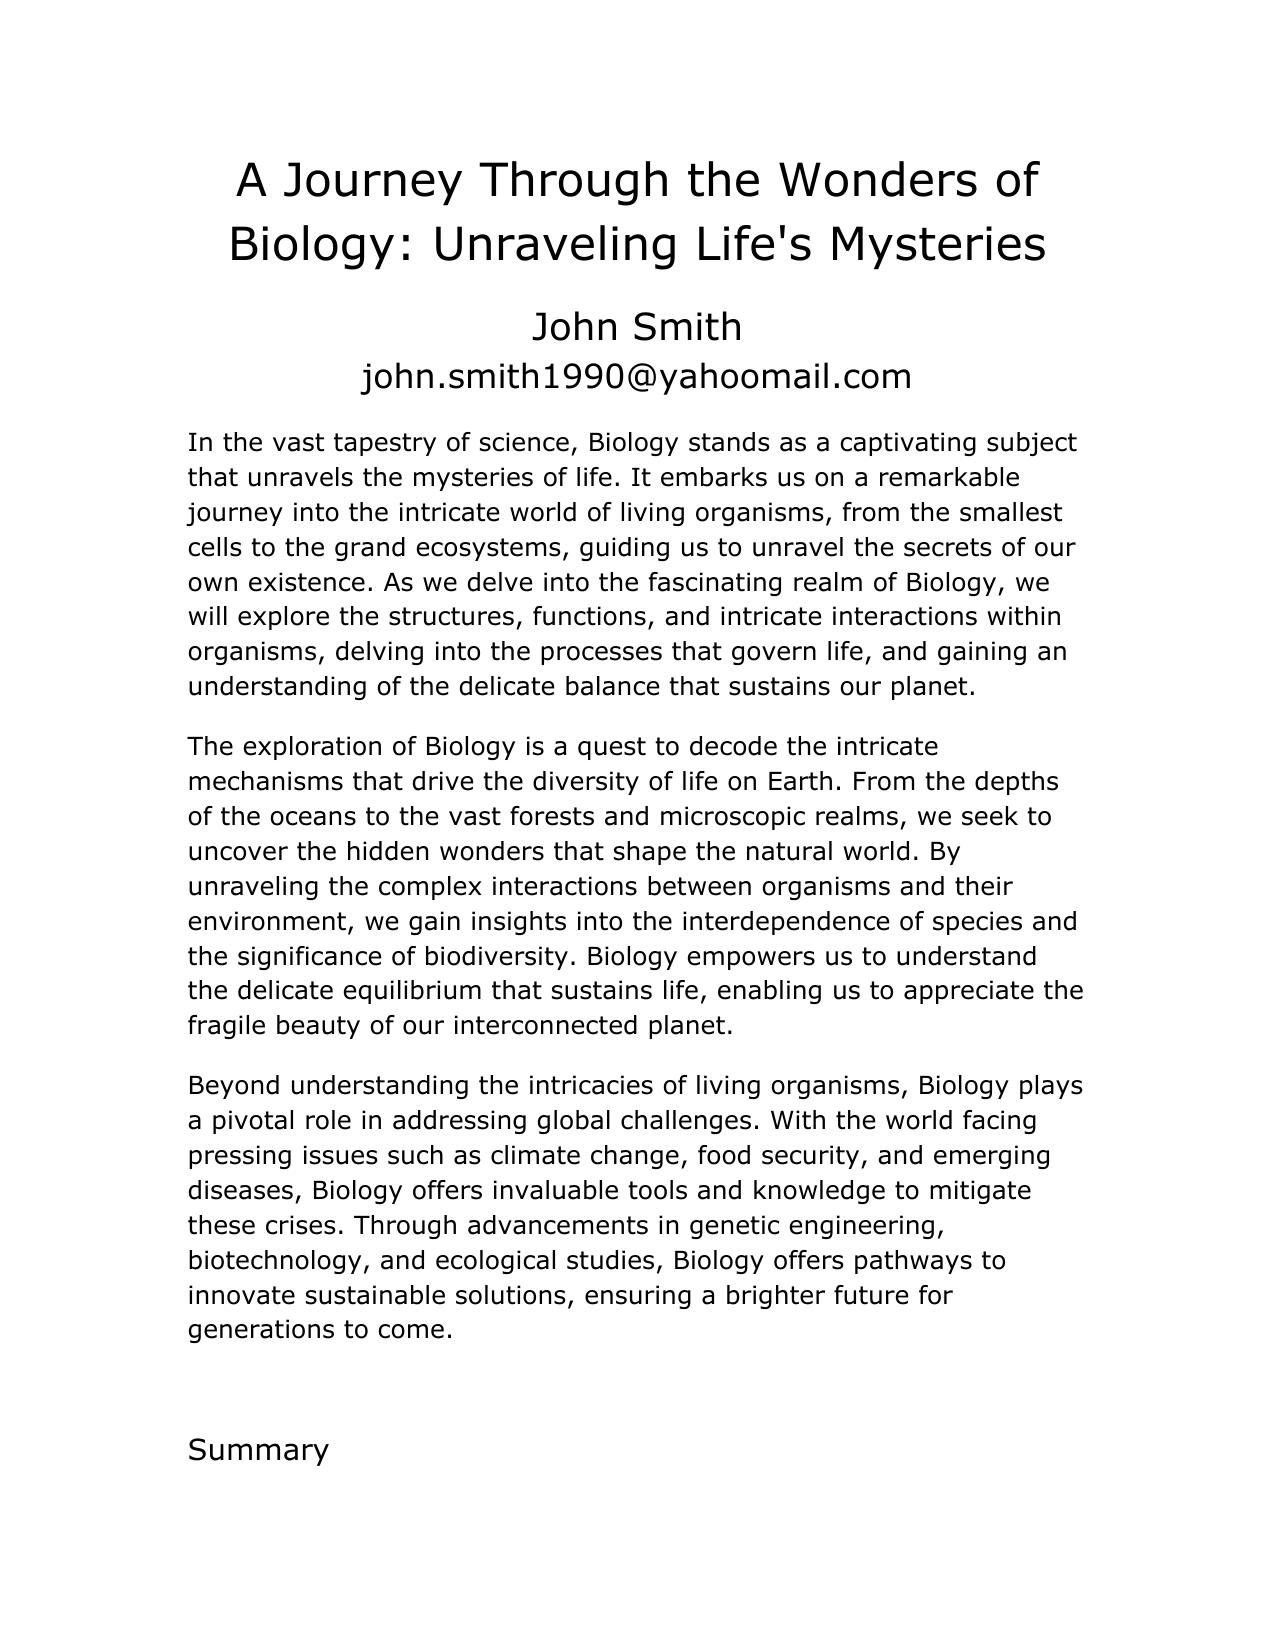 A Journey Through the Wonders of
Biology: Unraveling Life's Mysteries
John Smith
john.smith1990@yahoomail.com
In the vast tapestry of science, Biology stands as a captivating subject
that unravels the mysteries of life. It embarks us on a remarkable
journey into the intricate world of living organisms, from the smallest
cells to the grand ecosystems, guiding us to unravel the secrets of our
own existence. As we delve into the fascinating realm of Biology, we
will explore the structures, functions, and intricate interactions within
organisms, delving into the processes that govern life, and gaining an
understanding of the delicate balance that sustains our planet.
The exploration of Biology is a quest to decode the intricate
mechanisms that drive the diversity of life on Earth. From the depths
of the oceans to the vast forests and microscopic realms, we seek to
uncover the hidden wonders that shape the natural world. By
unraveling the complex interactions between organisms and their
environment, we gain insights into the interdependence of species and
the significance of biodiversity. Biology empowers us to understand
the delicate equilibrium that sustains life, enabling us to appreciate the
fragile beauty of our interconnected planet.
Beyond understanding the intricacies of living organisms, Biology plays
a pivotal role in addressing global challenges. With the world facing
pressing issues such as climate change, food security, and emerging
diseases, Biology offers invaluable tools and knowledge to mitigate
these crises. Through advancements in genetic engineering,
biotechnology, and ecological studies, Biology offers pathways to
innovate sustainable solutions, ensuring a brighter future for
generations to come.
Summary